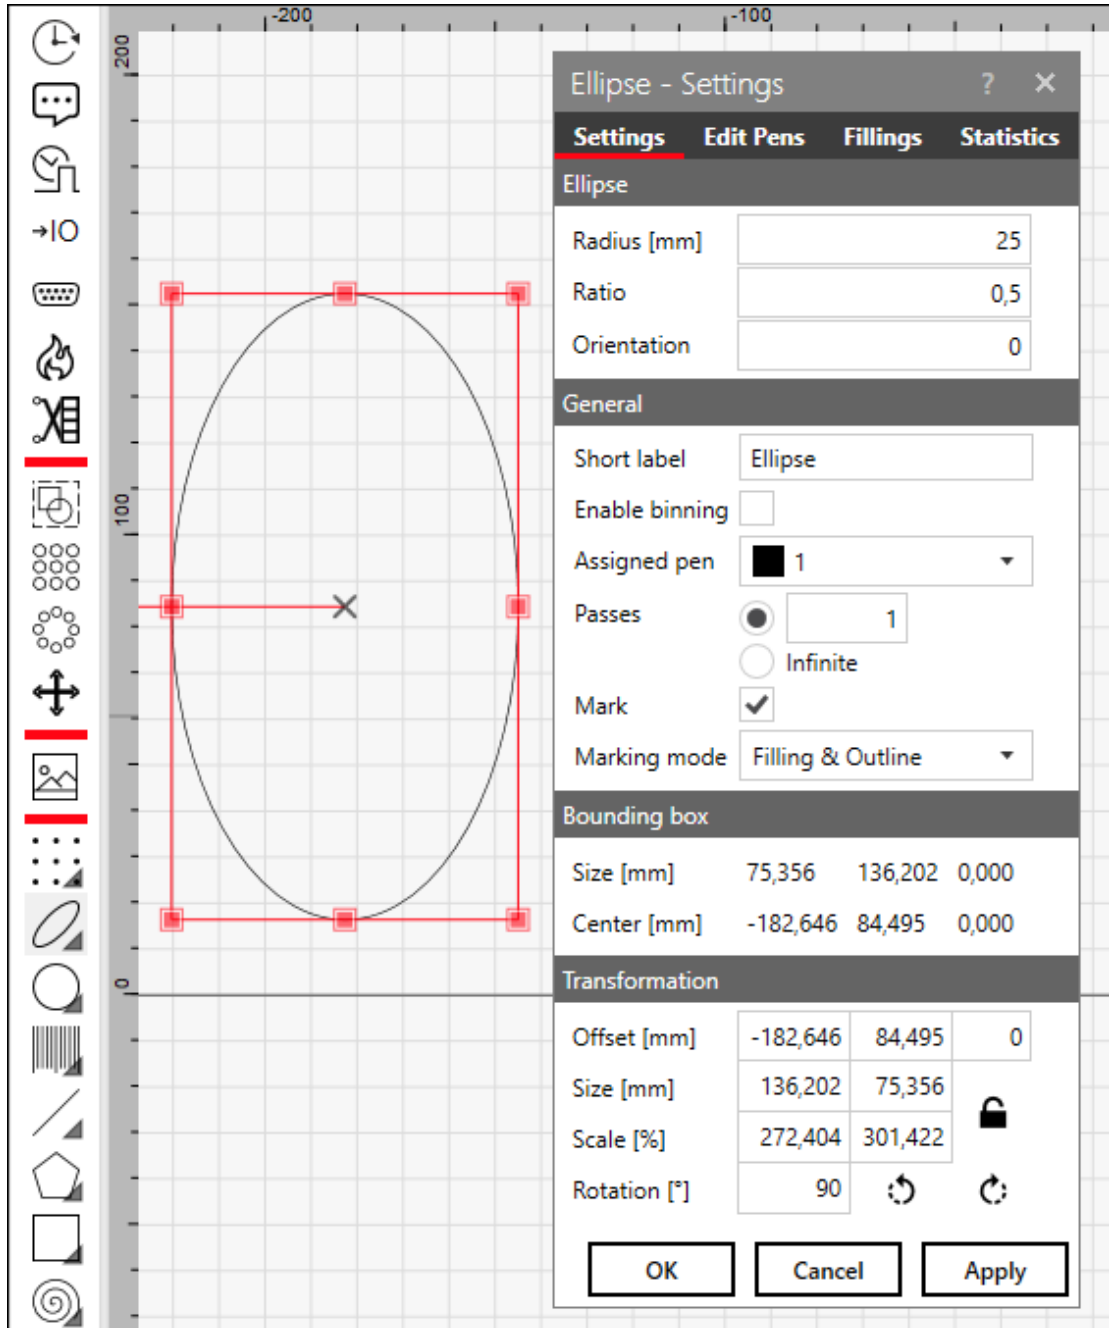 -200 -100
200
Ellipse - Settings ? ×
Settings Edit Pens Fillings Statistics
Ellipse
→IO
Radius [mm] 25
Ratio 0,5
Orientation 0
General
Short label Ellipse
100
Enable binning
Assigned pen 1
Passes 1
Infinite
Mark
Marking mode Filling & Outline
Bounding box
Size [mm] 75,356 136,202 0,000
Center [mm] -182,646 84,495 0,000
0
Transformation
Offset [mm] -182,646 84,495 0
Size [mm] 136,202 75,356
Scale [%] 272,404 301,422
Rotation [°] 90
OK Cancel Apply